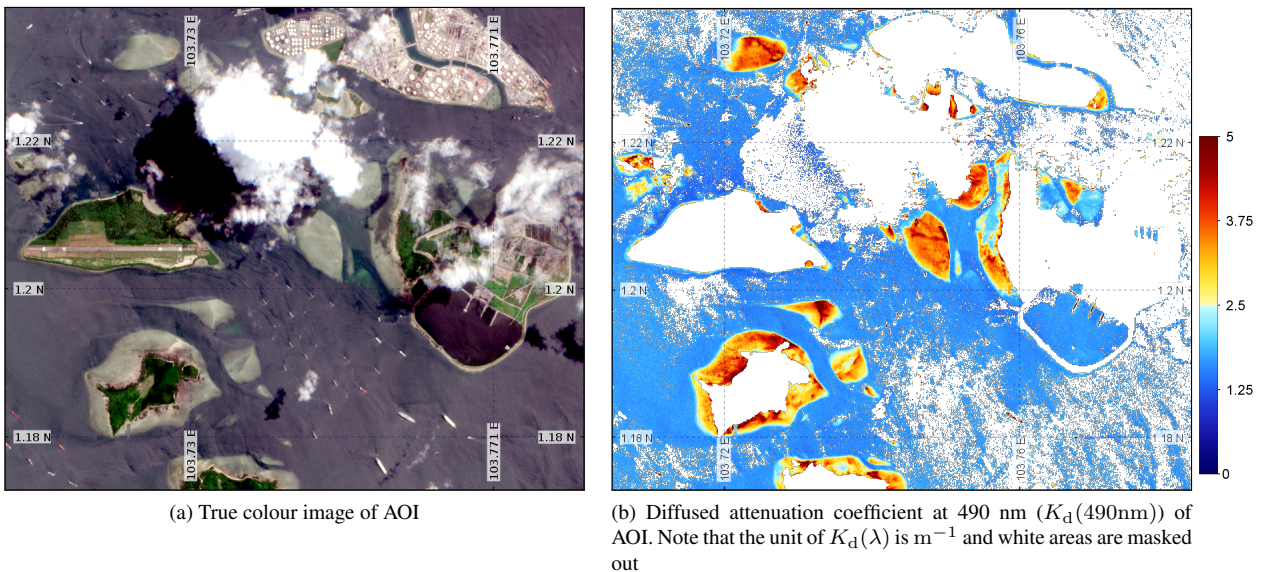 103.73 E
103.771 E
1.22 N
1.22 N
1.2 N
1.2 N
1.18 N
1.18 N
103.73 E
103.771 E
(a) True colour image of AOI
103.72 E
103.76 E
1.22 N
1.22 N
1.2 N
1.2 N
1.18 N
1.18 N
103.72 E
103.76 E
5
3.75
2.5
1.25
0
(b) Diffused attenuation coefficient at 490 nm (K_d(490nm)) of
AOI. Note that the unit of K_d(λ) is m⁻¹ and white areas are masked
out